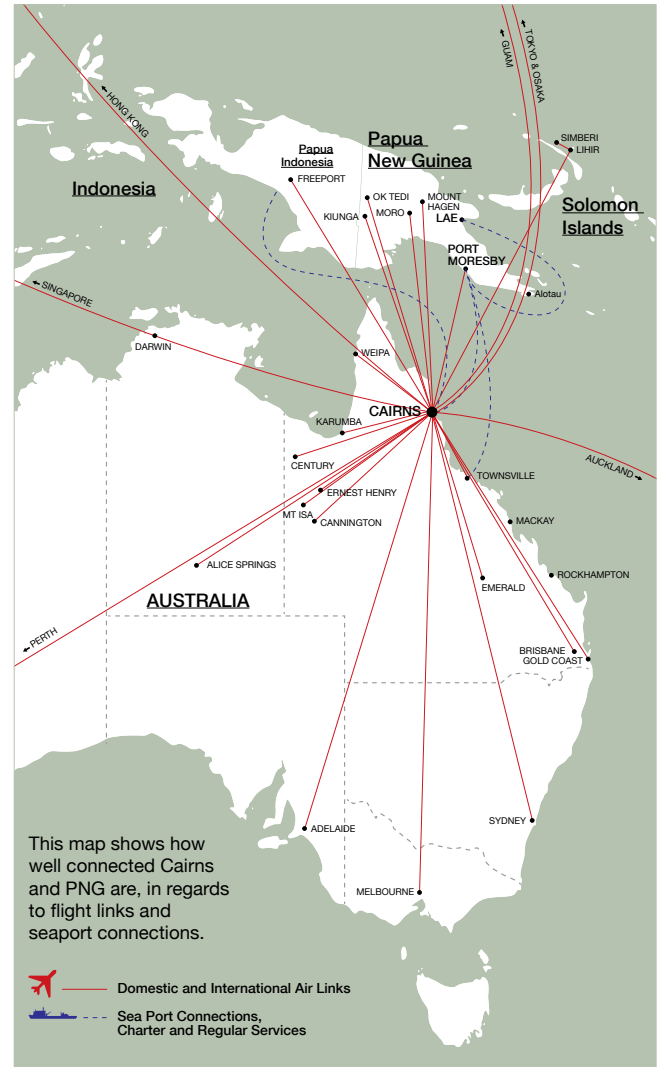 TOKYO & OSAKA
GUAM
HONG KONG
SIMBERI
LIHIR
Papua
New Guinea
Papua
Indonesia
FREEPORT
Indonesia
OK TEDI
MOUNT
HAGEN
KIUNGA
MORO
LAE
Solomon
Islands
PORT
MORESBY
SINGAPORE
Alotau
DARWIN
WEIPA
CAIRNS
KARUMBA
CENTURY
AUCKLAND
TOWNSVILLE
ERNEST HENRY
MT ISA
CANNINGTON
MACKAY
ALICE SPRINGS
ROCKHAMPTON
EMERALD
AUSTRALIA
PERTH
BRISBANE
GOLD COAST
SYDNEY
ADELAIDE
MELBOURNE
This map shows how
well connected Cairns
and PNG are, in regards
to flight links and
seaport connections.
Domestic and International Air Links
Sea Port Connections,
Charter and Regular Services